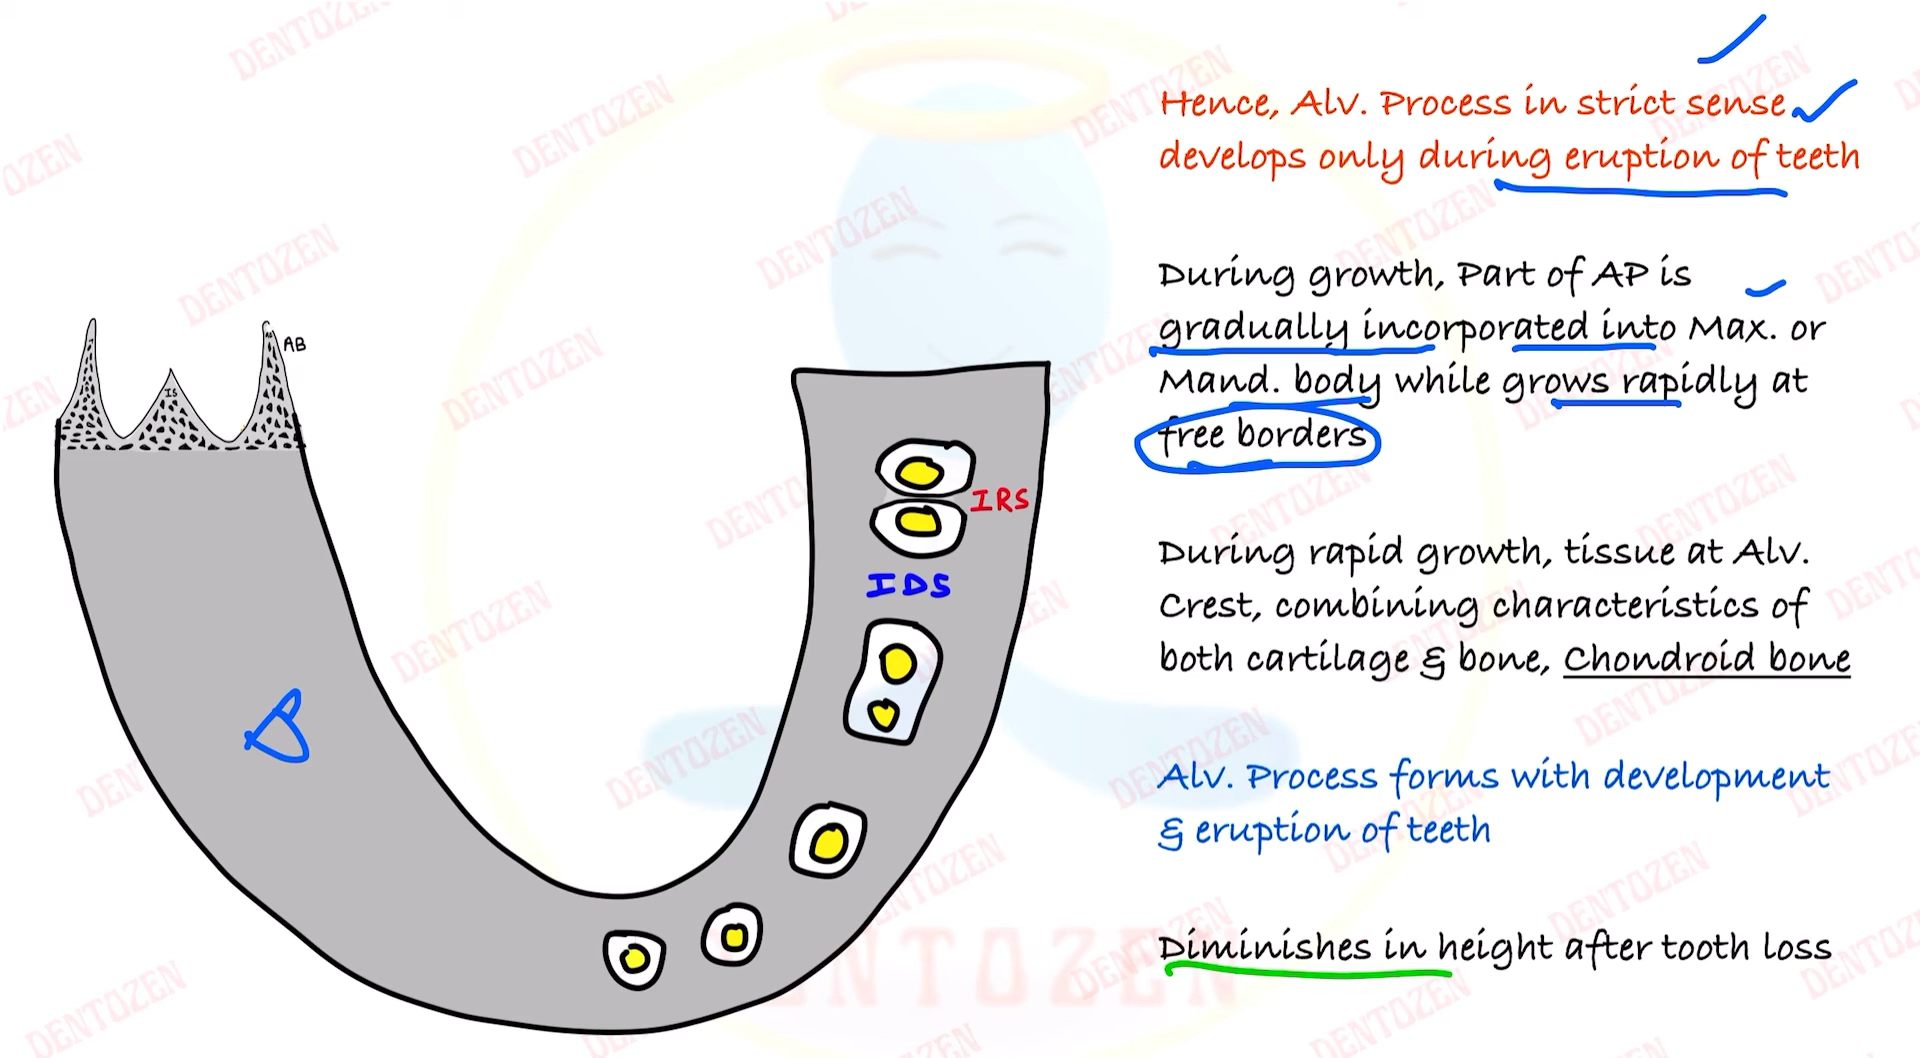 Hence, Alv. Process in strict sense
develops only during eruption of teeth
During growth, Part of AP is
gradually incorporated into Max. or
Mand. body while grows rapidly at
free borders
During rapid growth, tissue at Alv.
Crest, combining characteristics of
both cartilage & bone, Chondroid bone
Alv. Process forms with development
& eruption of teeth
Diminishes in height after tooth loss
AB
IS
IRS
IDS
DENTOZEN